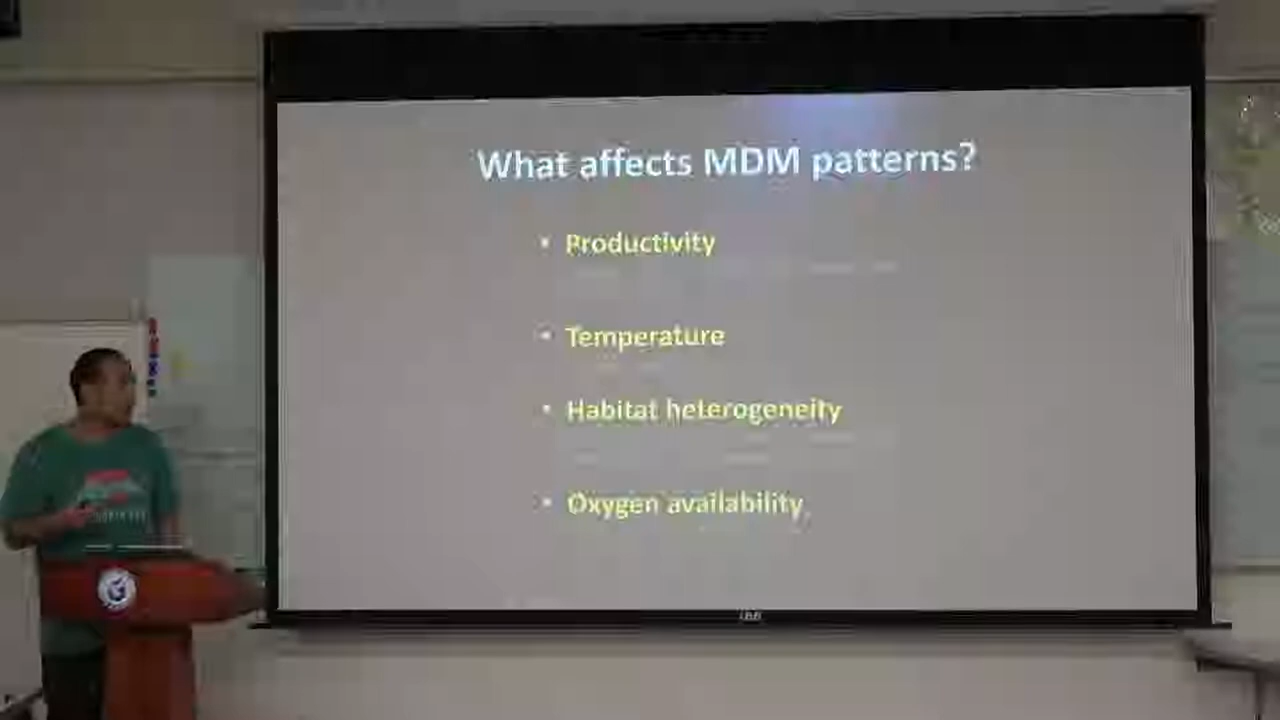 What affects MDM patterns?
• Productivity
• Temperature
• Habitat heterogeneity
• Oxygen availability